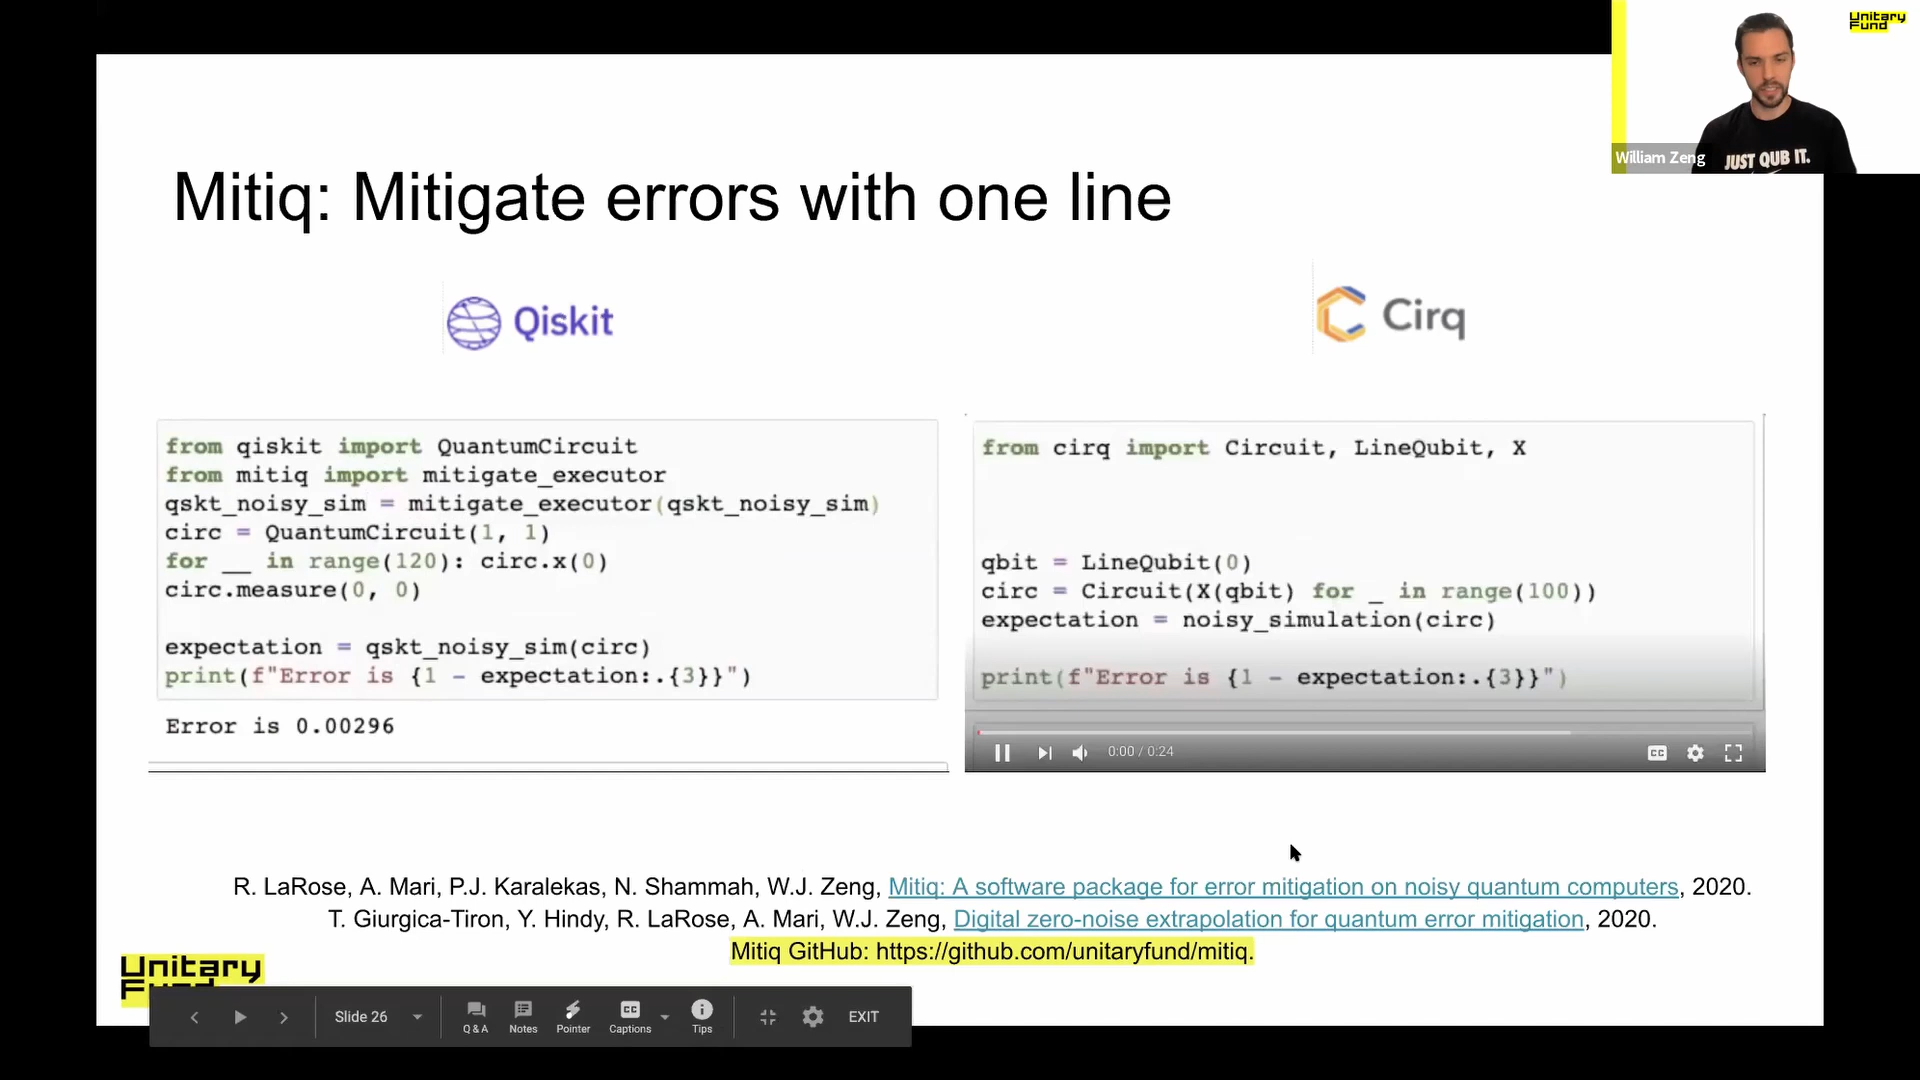 Unitary
Fund
William Zeng
JUST QUB IT.
Mitiq: Mitigate errors with one line
Qiskit
Cirq
from qiskit import QuantumCircuit
from mitiq import mitigate_executor
qskt_noisy_sim = mitigate_executor(qskt_noisy_sim)
circ = QuantumCircuit(1, 1)
for __ in range(120): circ.x(0)
circ.measure(0, 0)
expectation = qskt_noisy_sim(circ)
print(f"Error is {1 - expectation:.{3}}")
Error is 0.00296
from cirq import Circuit, LineQubit, X
qbit = LineQubit(0)
circ = Circuit(X(qbit) for _ in range(100))
expectation = noisy_simulation(circ)
print(f"Error is {1 - expectation:.{3}}")
0:00 / 0:24
CC
R. LaRose, A. Mari, P.J. Karalekas, N. Shammah, W.J. Zeng, Mitiq: A software package for error mitigation on noisy quantum computers, 2020.
T. Giurgica-Tiron, Y. Hindy, R. LaRose, A. Mari, W.J. Zeng, Digital zero-noise extrapolation for quantum error mitigation, 2020.
Mitiq GitHub: https://github.com/unitaryfund/mitiq.
Unitary
Fund
Slide 26
Q & A
Notes
Pointer
CC
Captions
Tips
EXIT